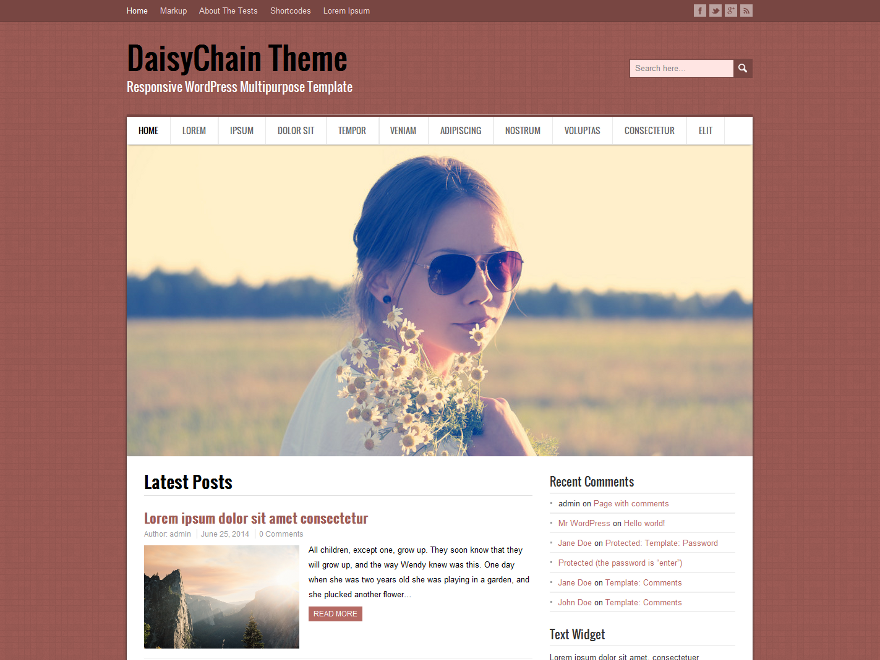 Home Markup About The Tests Shortcodes Lorem Ipsum
DaisyChain Theme
Responsive WordPress Multipurpose Template
Search here...
HOME LOREM IPSUM DOLOR SIT TEMPOR VENIAM ADIPISCING NOSTRUM VOLUPTAS CONSECTETUR ELIT
Latest Posts
Lorem ipsum dolor sit amet consectetur
Author: admin | June 25, 2014 | 0 Comments
All children, except one, grow up. They soon know that they
will grow up, and the way Wendy knew was this. One day
when she was two years old she was playing in a garden, and
she plucked another flower...
READ MORE
Recent Comments
admin on Page with comments
Mr WordPress on Hello world!
Jane Doe on Protected: Template: Password
Protected (the password is "enter")
Jane Doe on Template: Comments
John Doe on Template: Comments
Text Widget
Lorem ipsum dolor sit amet, consectetuer